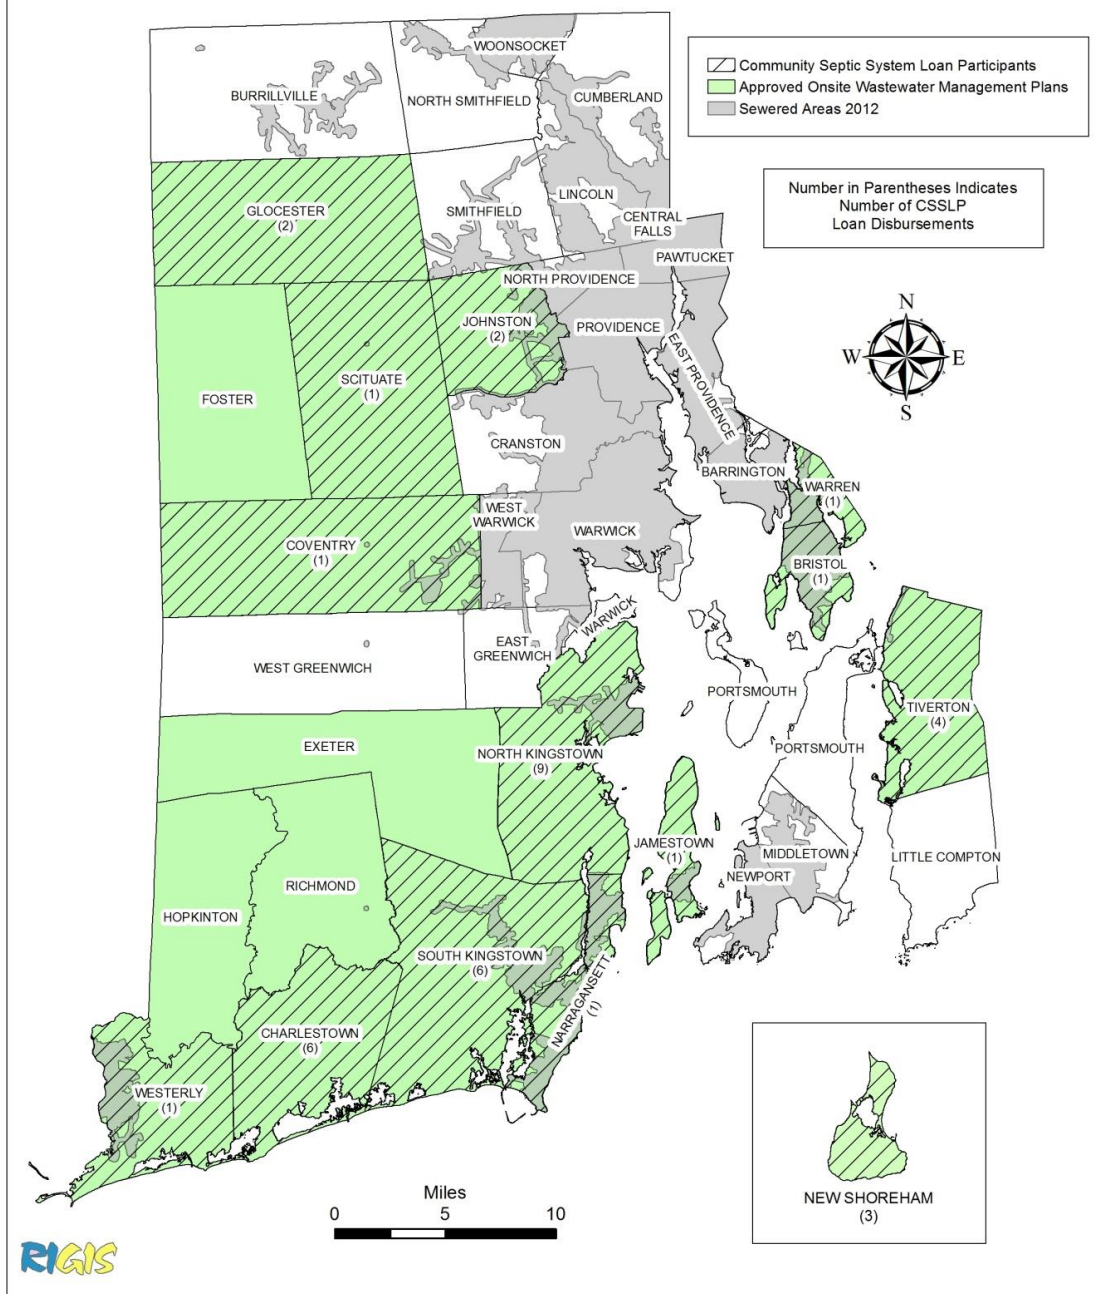 Community Septic System Loan Participants
Approved Onsite Wastewater Management Plans
Sewered Areas 2012
Number in Parentheses Indicates
Number of CSSLP
Loan Disbursements
WOONSOCKET
BURRILLVILLE
NORTH SMITHFIELD
CUMBERLAND
LINCOLN
GLOCESTER
(2)
SMITHFIELD
CENTRAL
FALLS
PAWTUCKET
NORTH PROVIDENCE
JOHNSTON
(2)
PROVIDENCE
EAST PROVIDENCE
N
W
E
S
SCITUATE
(1)
FOSTER
CRANSTON
BARRINGTON
WARREN
(1)
WEST
WARWICK
WARWICK
COVENTRY
(1)
BRISTOL
(1)
WARWICK
EAST
GREENWICH
WEST GREENWICH
PORTSMOUTH
TIVERTON
(4)
EXETER
NORTH KINGSTOWN
(9)
PORTSMOUTH
JAMESTOWN
(1)
MIDDLETOWN
LITTLE COMPTON
NEWPORT
RICHMOND
HOPKINTON
SOUTH KINGSTOWN
(6)
NARRAGANSETT
(1)
CHARLESTOWN
(6)
WESTERLY
(1)
NEW SHOREHAM
(3)
Miles
0 5 10
RIGIS